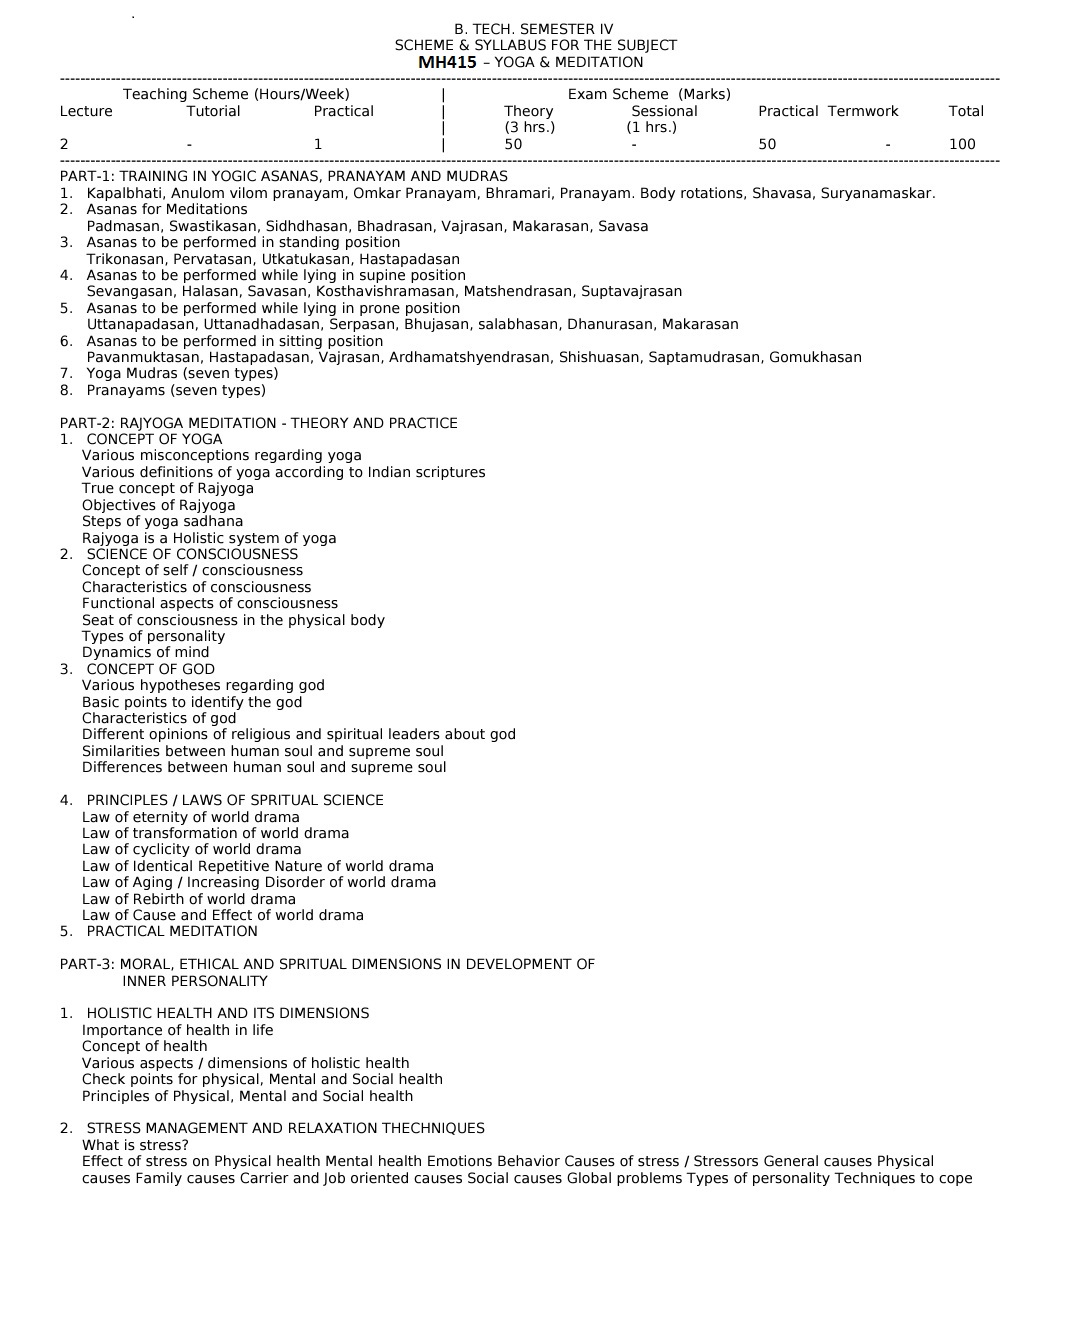 B. TECH. SEMESTER IV
SCHEME & SYLLABUS FOR THE SUBJECT
MH415 – YOGA & MEDITATION
Teaching Scheme (Hours/Week) | Exam Scheme (Marks)
Lecture Tutorial Practical | Theory Sessional Practical Termwork Total
| (3 hrs.) (1 hrs.)
2 - 1 | 50 - 50 - 100
PART-1: TRAINING IN YOGIC ASANAS, PRANAYAM AND MUDRAS
1. Kapalbhati, Anulom vilom pranayam, Omkar Pranayam, Bhramari, Pranayam. Body rotations, Shavasa, Suryanamaskar.
2. Asanas for Meditations
Padmasan, Swastikasan, Sidhdhasan, Bhadrasan, Vajrasan, Makarasan, Savasa
3. Asanas to be performed in standing position
Trikonasan, Pervatasan, Utkatukasan, Hastapadasan
4. Asanas to be performed while lying in supine position
Sevangasan, Halasan, Savasan, Kosthavishramasan, Matshendrasan, Suptavajrasan
5. Asanas to be performed while lying in prone position
Uttanapadasan, Uttanadhadasan, Serpasan, Bhujasan, salabhasan, Dhanurasan, Makarasan
6. Asanas to be performed in sitting position
Pavanmuktasan, Hastapadasan, Vajrasan, Ardhamatshyendrasan, Shishuasan, Saptamudrasan, Gomukhasan
7. Yoga Mudras (seven types)
8. Pranayams (seven types)
PART-2: RAJYOGA MEDITATION - THEORY AND PRACTICE
1. CONCEPT OF YOGA
Various misconceptions regarding yoga
Various definitions of yoga according to Indian scriptures
True concept of Rajyoga
Objectives of Rajyoga
Steps of yoga sadhana
Rajyoga is a Holistic system of yoga
2. SCIENCE OF CONSCIOUSNESS
Concept of self / consciousness
Characteristics of consciousness
Functional aspects of consciousness
Seat of consciousness in the physical body
Types of personality
Dynamics of mind
3. CONCEPT OF GOD
Various hypotheses regarding god
Basic points to identify the god
Characteristics of god
Different opinions of religious and spiritual leaders about god
Similarities between human soul and supreme soul
Differences between human soul and supreme soul
4. PRINCIPLES / LAWS OF SPRITUAL SCIENCE
Law of eternity of world drama
Law of transformation of world drama
Law of cyclicity of world drama
Law of Identical Repetitive Nature of world drama
Law of Aging / Increasing Disorder of world drama
Law of Rebirth of world drama
Law of Cause and Effect of world drama
5. PRACTICAL MEDITATION
PART-3: MORAL, ETHICAL AND SPRITUAL DIMENSIONS IN DEVELOPMENT OF
INNER PERSONALITY
1. HOLISTIC HEALTH AND ITS DIMENSIONS
Importance of health in life
Concept of health
Various aspects / dimensions of holistic health
Check points for physical, Mental and Social health
Principles of Physical, Mental and Social health
2. STRESS MANAGEMENT AND RELAXATION THECHNIQUES
What is stress?
Effect of stress on Physical health Mental health Emotions Behavior Causes of stress / Stressors General causes Physical
causes Family causes Carrier and Job oriented causes Social causes Global problems Types of personality Techniques to cope